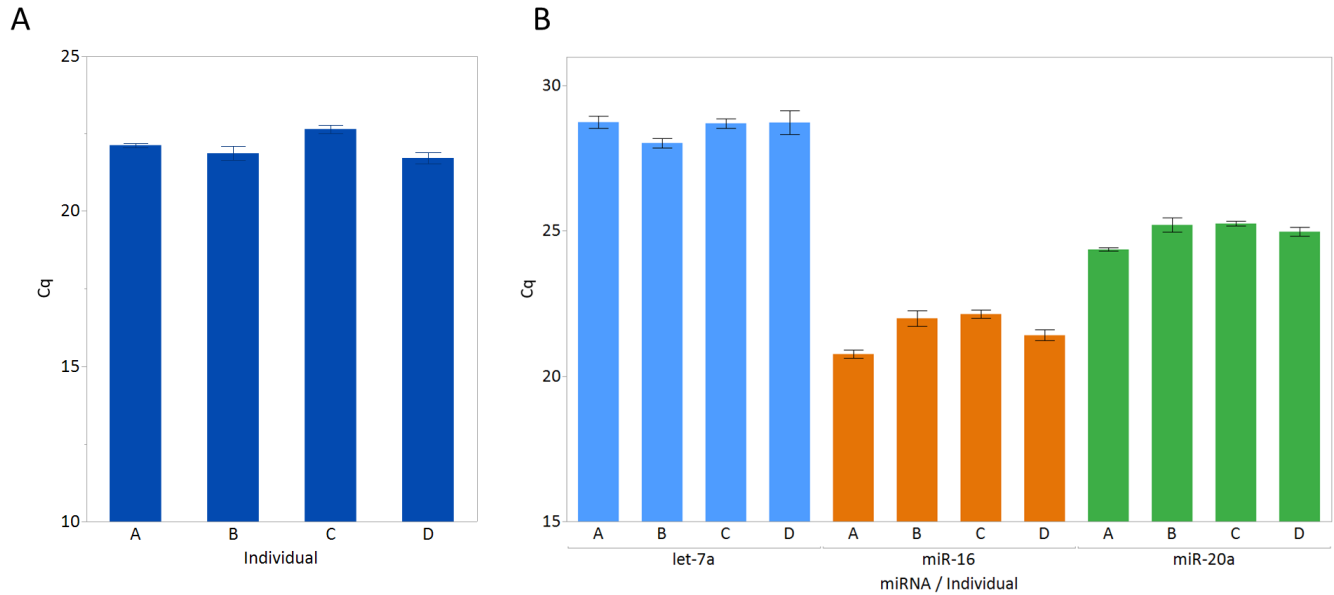 A
B
25
20
15
10
Cq
A B C D
Individual
30
25
20
15
Cq
A B C D A B C D A B C D
let-7a miR-16 miR-20a
miRNA / Individual